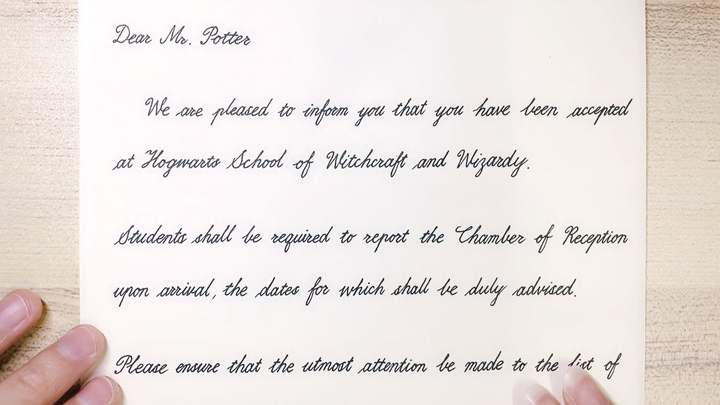 Dear Mr. Potter
We are pleased to inform you that you have been accepted
at Hogwarts School of Witchcraft and Wizardy.
Students shall be required to report the Chamber of Reception
upon arrival, the dates for which shall be duly advised.
Please ensure that the utmost attention be made to the list of